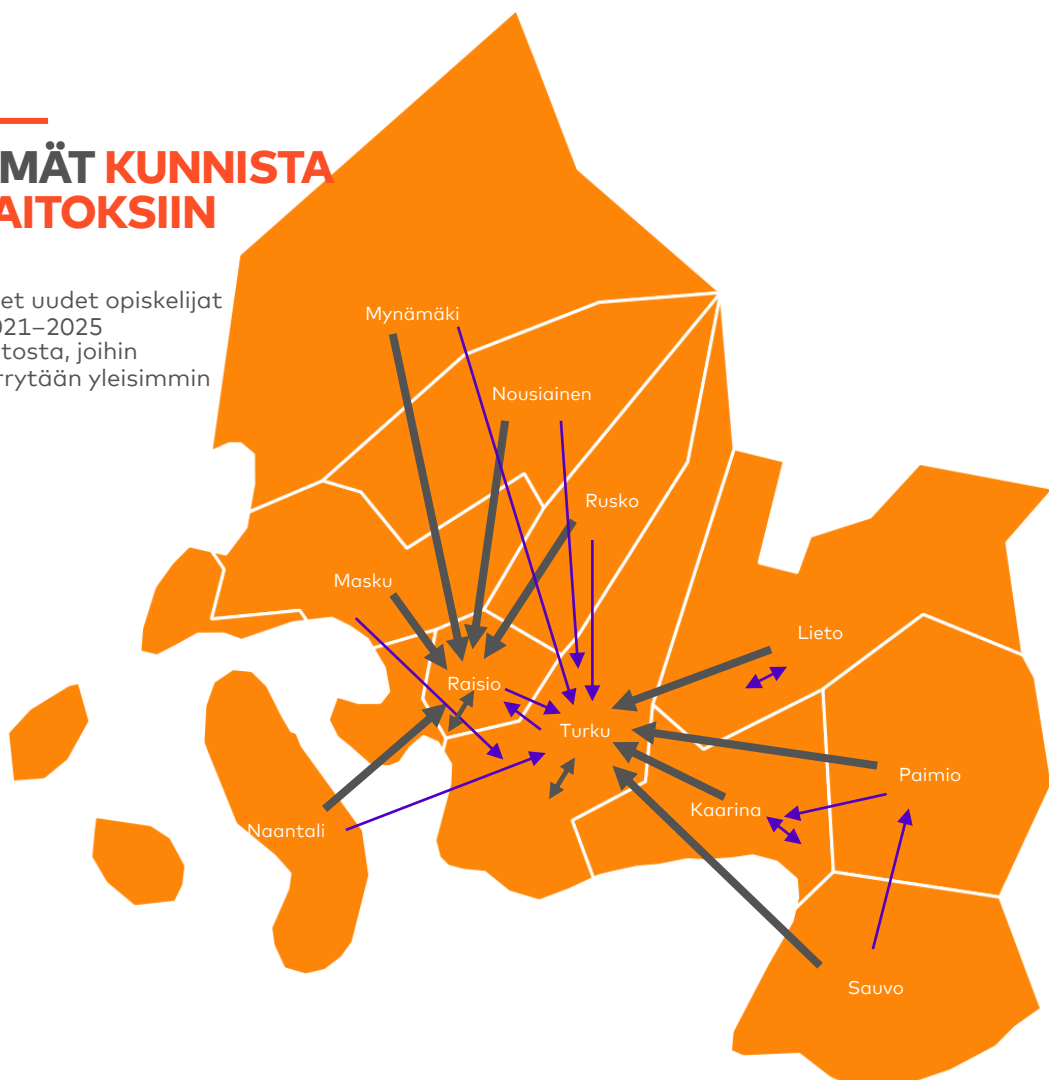 MÄT KUNNISTA
AITOKSIIN
et uudet opiskelijat
021–2025
tosta, joihin
rrytään yleisimmin
Mynämäki
Nousiainen
Rusko
Masku
Lieto
Raisio
Turku
Paimio
Kaarina
Naantali
Sauvo